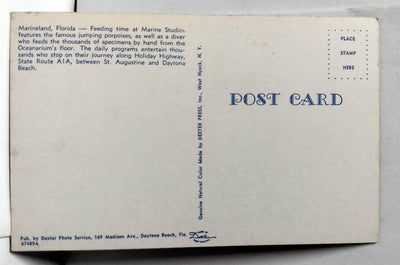 Marineland, Florida — Feeding time at Marine Studios
features the famous jumping porpoises, as well as a diver
who feeds the thousands of specimens by hand from the
Oceanarium's floor. The daily programs entertain thou-
sands who stop on their journey along Holiday Highway,
State Route A1A, between St. Augustine and Daytona
Beach.
PLACE
STAMP
HERE
POST CARD
Genuine Natural Color Made by DEXTER PRESS, Inc., West Nyack, N. Y.
Pub. by Dexter Photo Service, 169 Madison Ave., Daytona Beach, Fla.
67489A